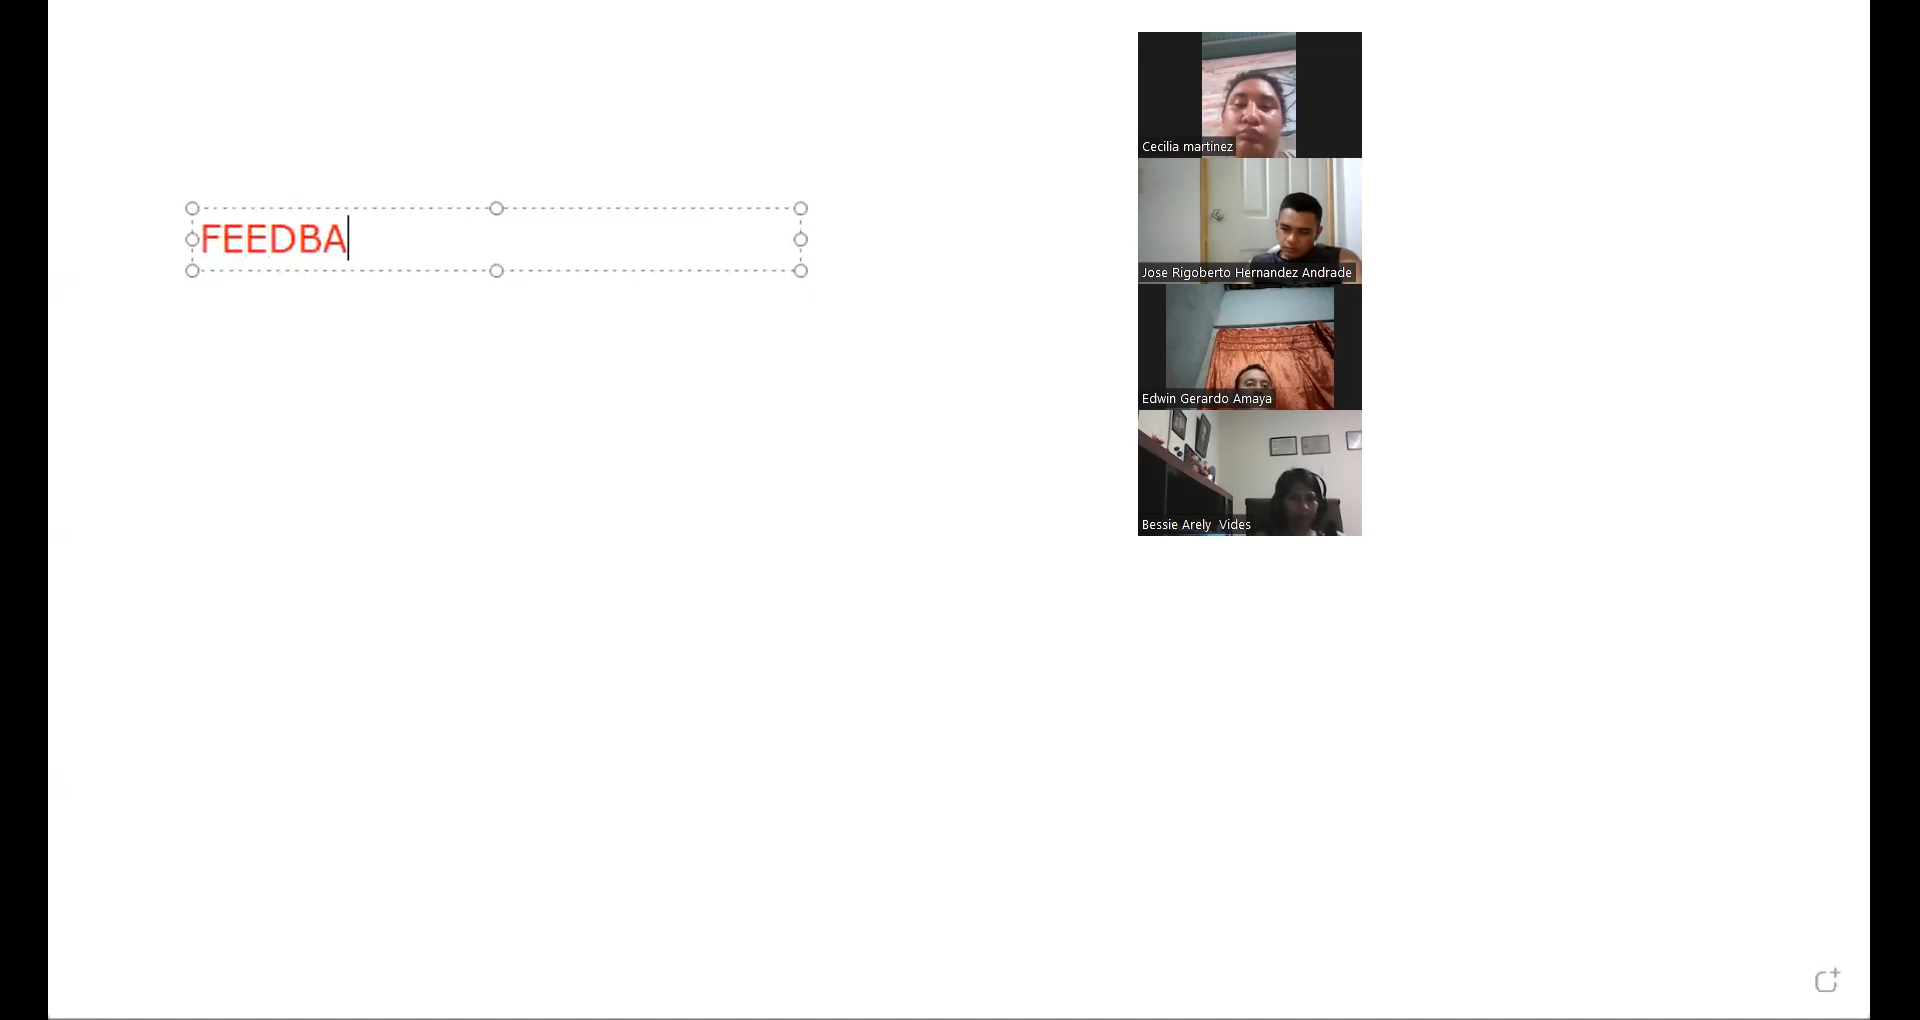 FEEDBA
Cecilia martinez
Jose Rigoberto Hernandez Andrade
Edwin Gerardo Amaya
Bessie Arely Vides